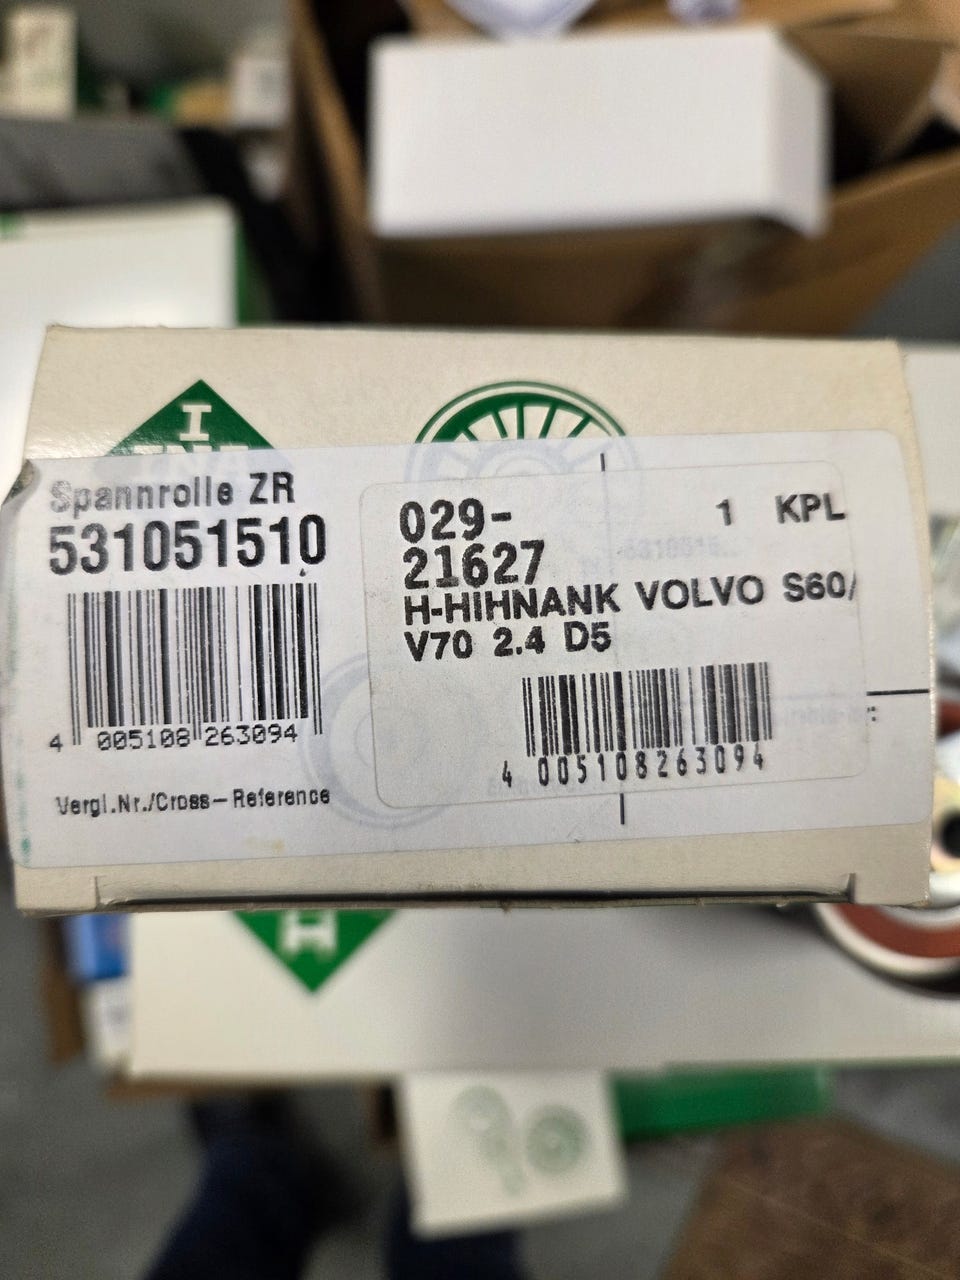 I
INA
Spannrolle ZR
531051510
4 005108 263094
Vergl.Nr./Cross-Reference
029-
21627
1 KPL
H-HIHNANK VOLVO S60/
V70 2.4 D5
4 005108263094
H